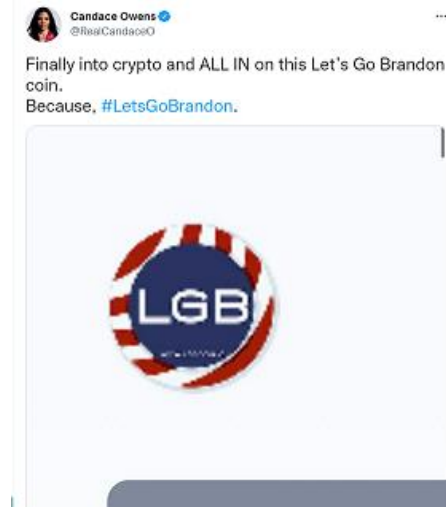 Candace Owens
@RealCandaceO
Finally into crypto and ALL IN on this Let's Go Brandon
coin.
Because, #LetsGoBrandon.
LGB